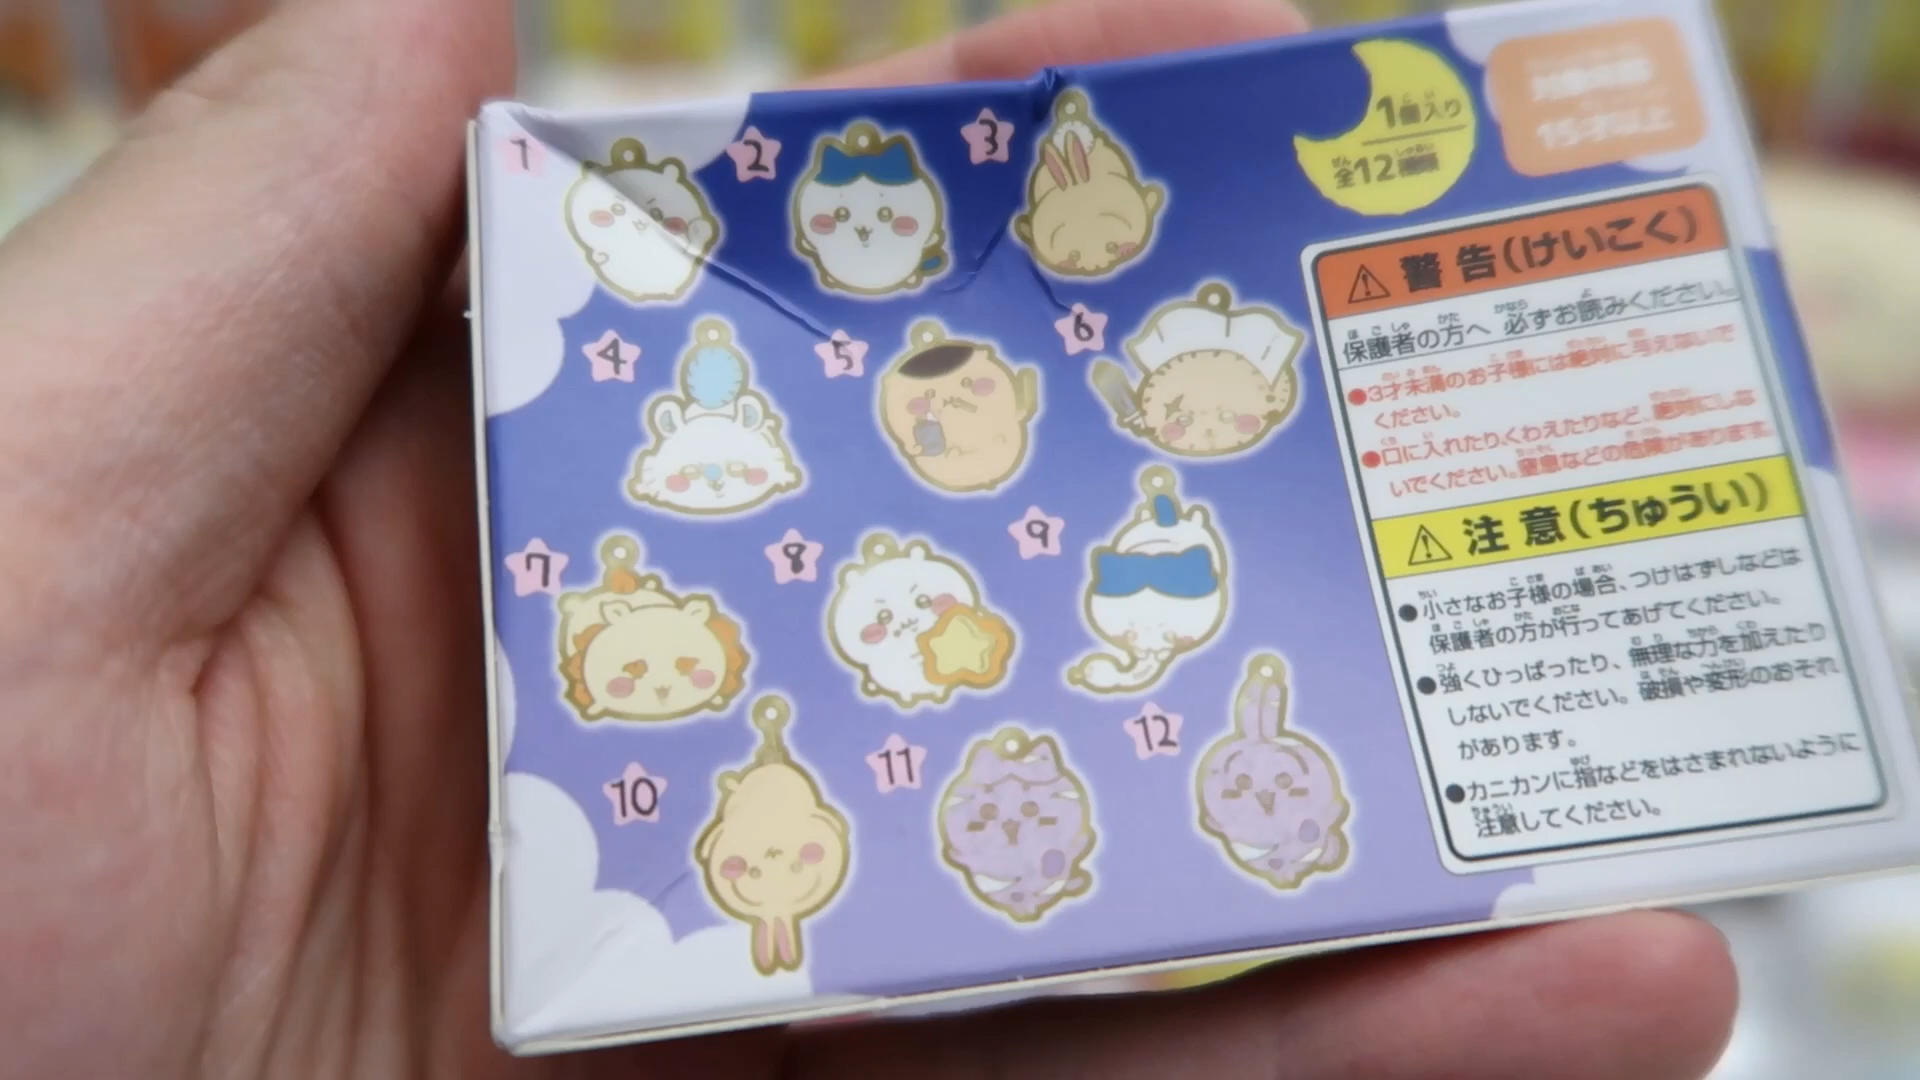 1
2
3
4
5
6
7
8
9
10
11
12
1個入り
全12種類
15才以上
警告(けいこく)
保護者の方へ 必ずお読みください。
●3才未満のお子様には絶対に与えないで
ください。
●口に入れたり、くわえたりなど、絶対にしな
いでください。窒息などの危険があります。
注意(ちゅうい)
●小さなお子様の場合、つけはずしなどは
保護者の方が行ってあげてください。
●強くひっぱったり、無理な力を加えたり
しないでください。破損や変形のおそれ
があります。
●カニカンに指などをはさまれないように
注意してください。